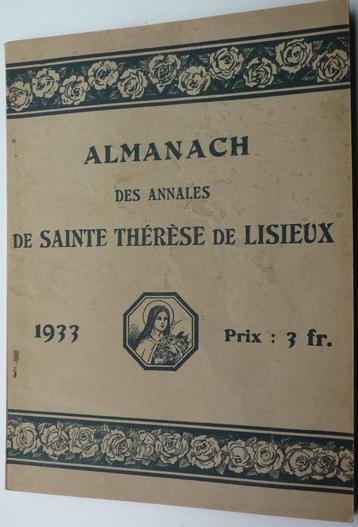 ALMANACH
DES ANNALES
DE SAINTE THÉRÈSE DE LISIEUX
1933 Prix : 3 fr.